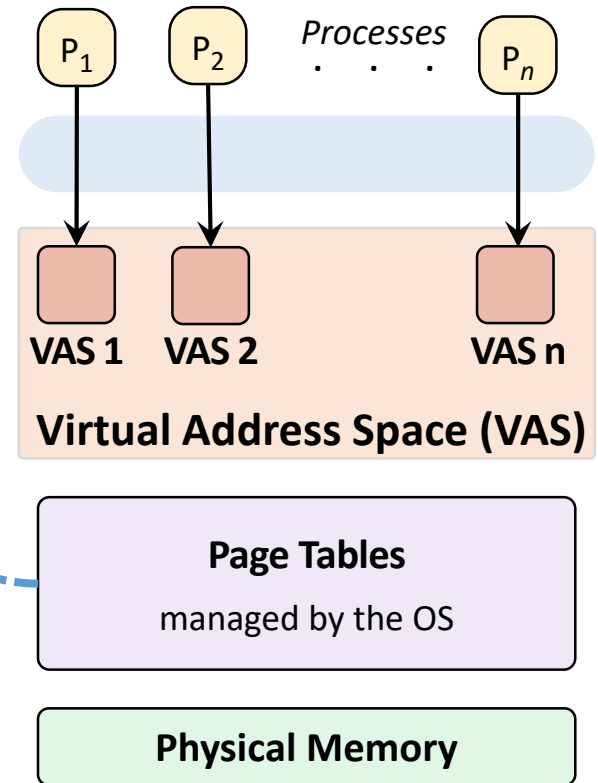 P1 P2 Processes . . . Pn
VAS 1 VAS 2 VAS n
Virtual Address Space (VAS)
Page Tables
managed by the OS
Physical Memory